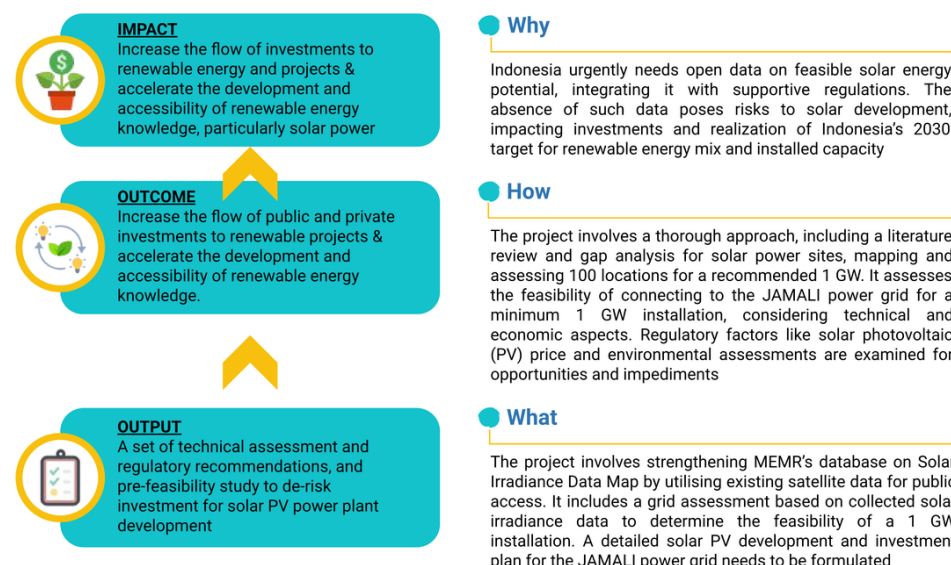 IMPACT
Increase the flow of investments to
renewable energy and projects &
accelerate the development and
accessibility of renewable energy
knowledge, particularly solar power
OUTCOME
Increase the flow of public and private
investments to renewable projects &
accelerate the development and
accessibility of renewable energy
knowledge.
OUTPUT
A set of technical assessment and
regulatory recommendations, and
pre-feasibility study to de-risk
investment for solar PV power plant
development
Why
Indonesia urgently needs open data on feasible solar energy
potential, integrating it with supportive regulations. The
absence of such data poses risks to solar development,
impacting investments and realization of Indonesia's 2030
target for renewable energy mix and installed capacity
How
The project involves a thorough approach, including a literature
review and gap analysis for solar power sites, mapping and
assessing 100 locations for a recommended 1 GW. It assesses
the feasibility of connecting to the JAMALI power grid for a
minimum 1 GW installation, considering technical and
economic aspects. Regulatory factors like solar photovoltaic
(PV) price and environmental assessments are examined for
opportunities and impediments
What
The project involves strengthening MEMR's database on Solar
Irradiance Data Map by utilising existing satellite data for public
access. It includes a grid assessment based on collected solar
irradiance data to determine the feasibility of a 1 GW
installation. A detailed solar PV development and investment
plan for the JAMALI power grid needs to be formulated